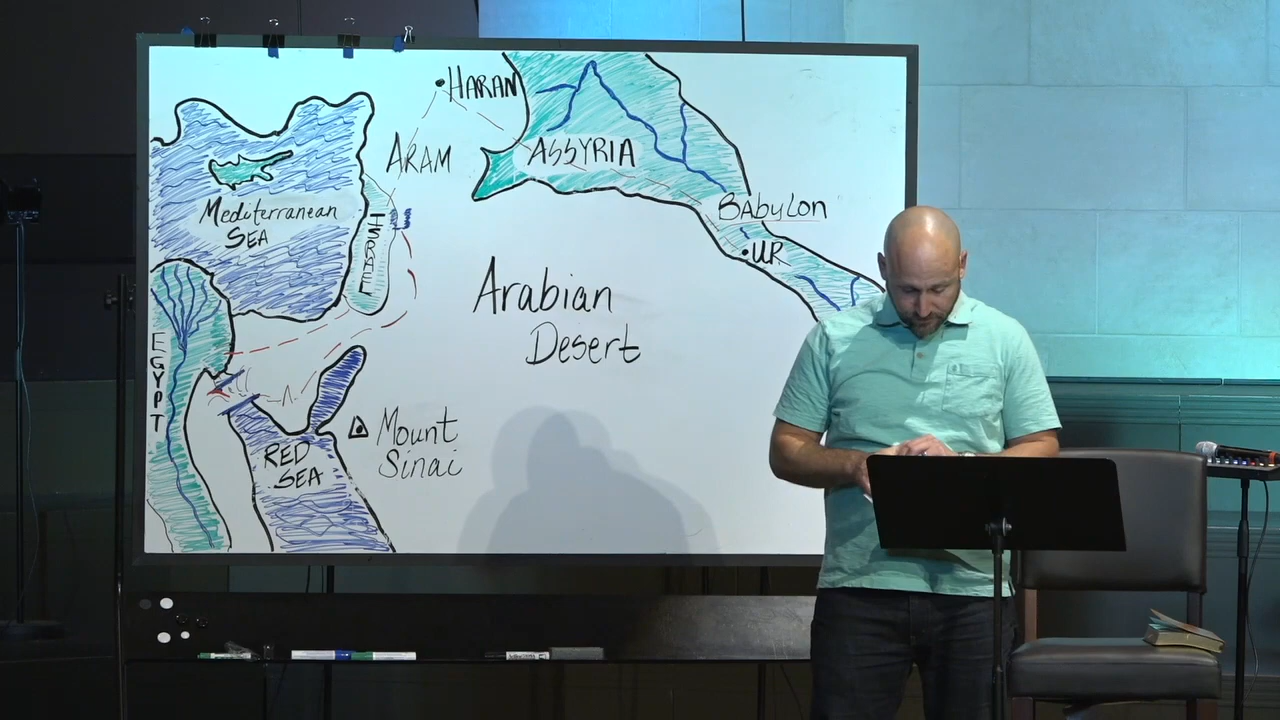 HARAN
ARAM
ASSYRIA
Mediterranean
SEA
ISRAEL
BAbyLON
UR
Arabian
Desert
EGYPT
RED
SEA
Mount
Sinai